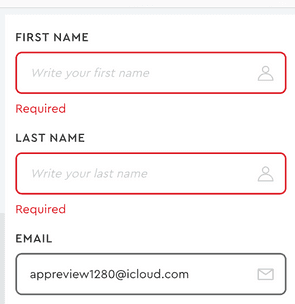 FIRST NAME
Write your first name
Required
LAST NAME
Write your last name
Required
EMAIL
appreview1280@icloud.com